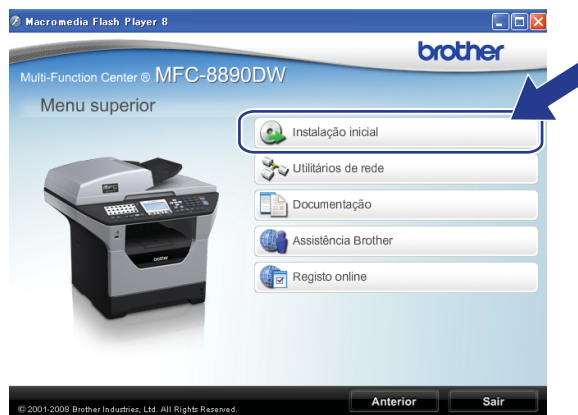 Macromedia Flash Player 8
brother
Multi-Function Center ® MFC-8890DW
Menu superior
Instalação inicial
Utilitários de rede
Documentação
Assistência Brother
Registo online
brother
Anterior
Sair
© 2001-2008 Brother Industries, Ltd. All Rights Reserved.